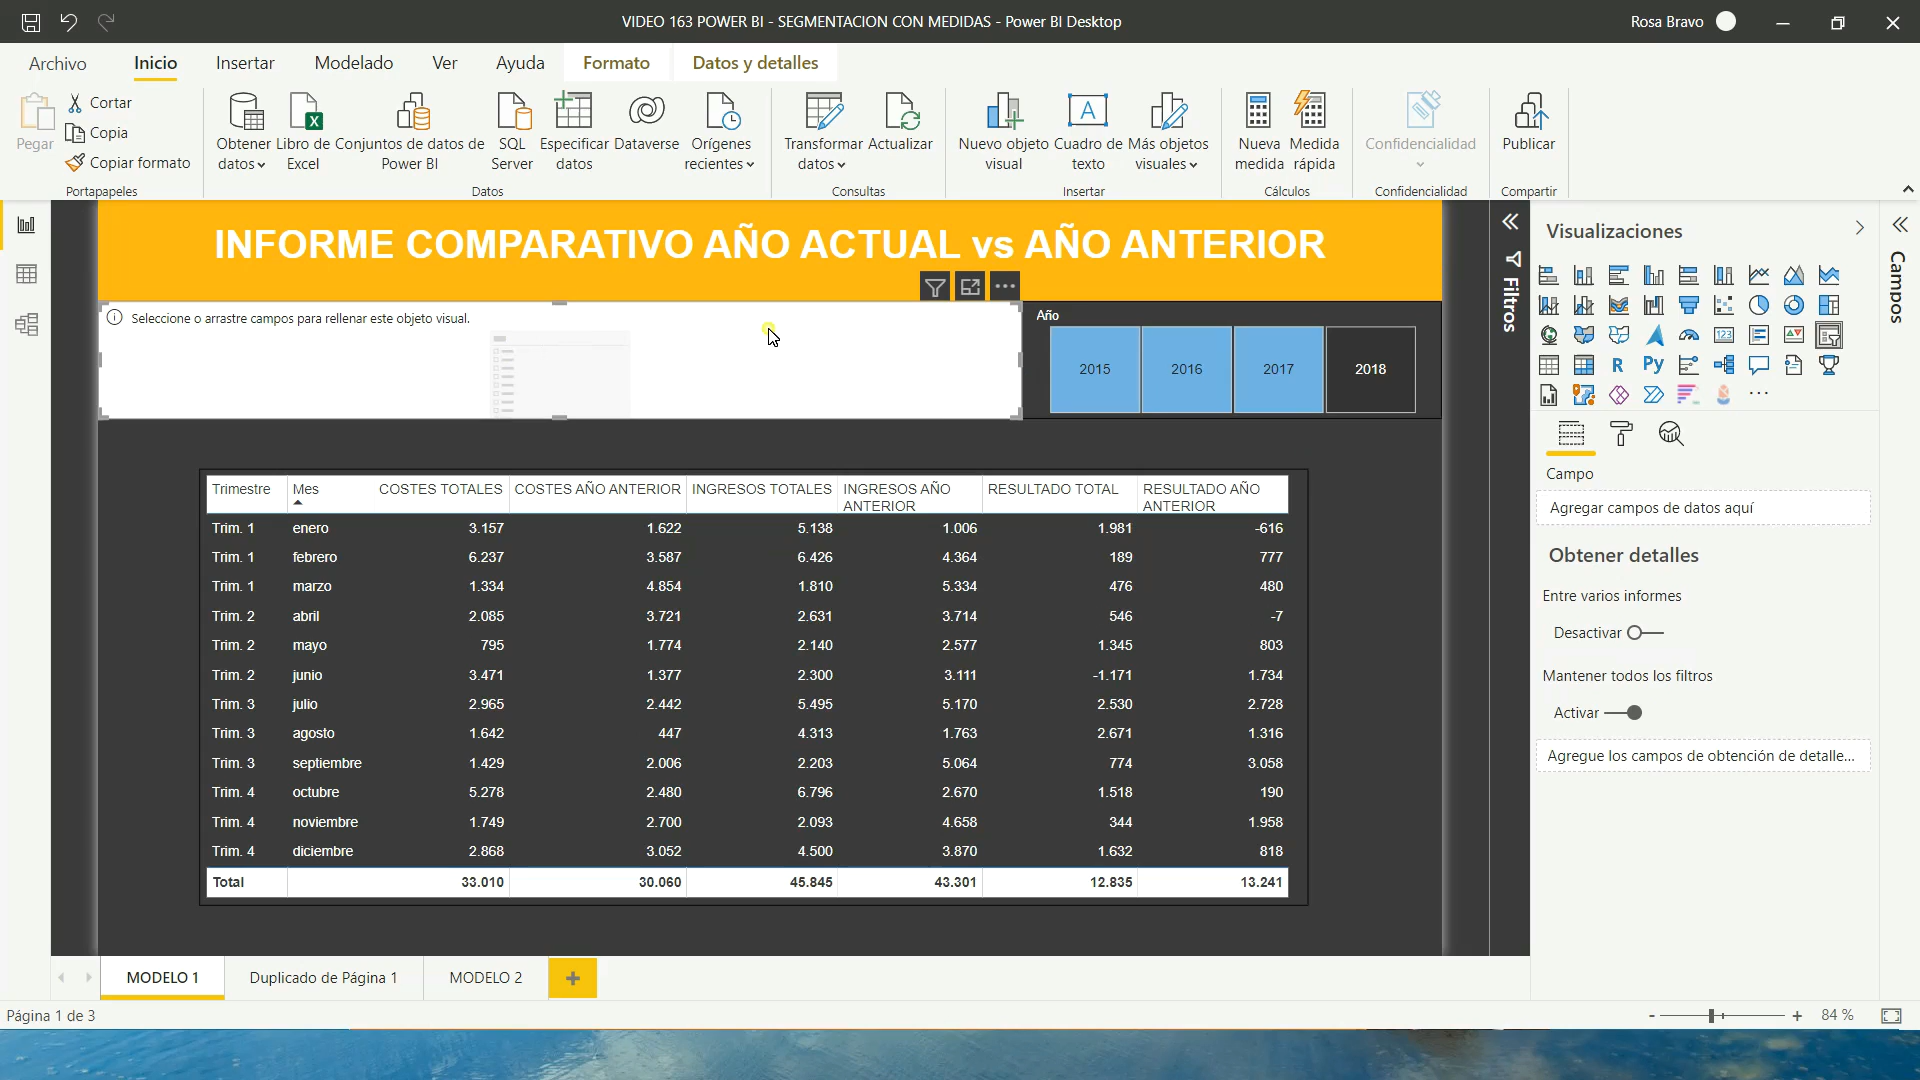 VIDEO 163 POWER BI - SEGMENTACION CON MEDIDAS - Power BI Desktop
Rosa Bravo
Archivo Inicio Insertar Modelado Ver Ayuda Formato Datos y detalles
Pegar
Cortar
Copia
Copiar formato
Portapapeles
Obtener datos
Libro de Excel
Conjuntos de datos de Power BI
SQL Server
Especificar datos
Dataverse
Orígenes recientes
Datos
Transformar datos
Actualizar
Consultas
Nuevo objeto visual
Cuadro de texto
Más objetos visuales
Insertar
Nueva medida
Medida rápida
Cálculos
Confidencialidad
Confidencialidad
Publicar
Compartir
INFORME COMPARATIVO AÑO ACTUAL vs AÑO ANTERIOR
Seleccione o arrastre campos para rellenar este objeto visual.
Año
2015 2016 2017 2018
Trimestre Mes COSTES TOTALES COSTES AÑO ANTERIOR INGRESOS TOTALES INGRESOS AÑO ANTERIOR RESULTADO TOTAL RESULTADO AÑO ANTERIOR
Trim. 1 enero 3.157 1.622 5.138 1.006 1.981 -616
Trim. 1 febrero 6.237 3.587 6.426 4.364 189 777
Trim. 1 marzo 1.334 4.854 1.810 5.334 476 480
Trim. 2 abril 2.085 3.721 2.631 3.714 546 -7
Trim. 2 mayo 795 1.774 2.140 2.577 1.345 803
Trim. 2 junio 3.471 1.377 2.300 3.111 -1.171 1.734
Trim. 3 julio 2.965 2.442 5.495 5.170 2.530 2.728
Trim. 3 agosto 1.642 447 4.313 1.763 2.671 1.316
Trim. 3 septiembre 1.429 2.006 2.203 5.064 774 3.058
Trim. 4 octubre 5.278 2.480 6.796 2.670 1.518 190
Trim. 4 noviembre 1.749 2.700 2.093 4.658 344 1.958
Trim. 4 diciembre 2.868 3.052 4.500 3.870 1.632 818
Total 33.010 30.060 45.845 43.301 12.835 13.241
Filtros
Visualizaciones
R
Py
123
Campo
Agregar campos de datos aquí
Obtener detalles
Entre varios informes
Desactivar
Mantener todos los filtros
Activar
Agregue los campos de obtención de detalle...
Campos
MODELO 1 Duplicado de Página 1 MODELO 2 +
Página 1 de 3
- + 84 %